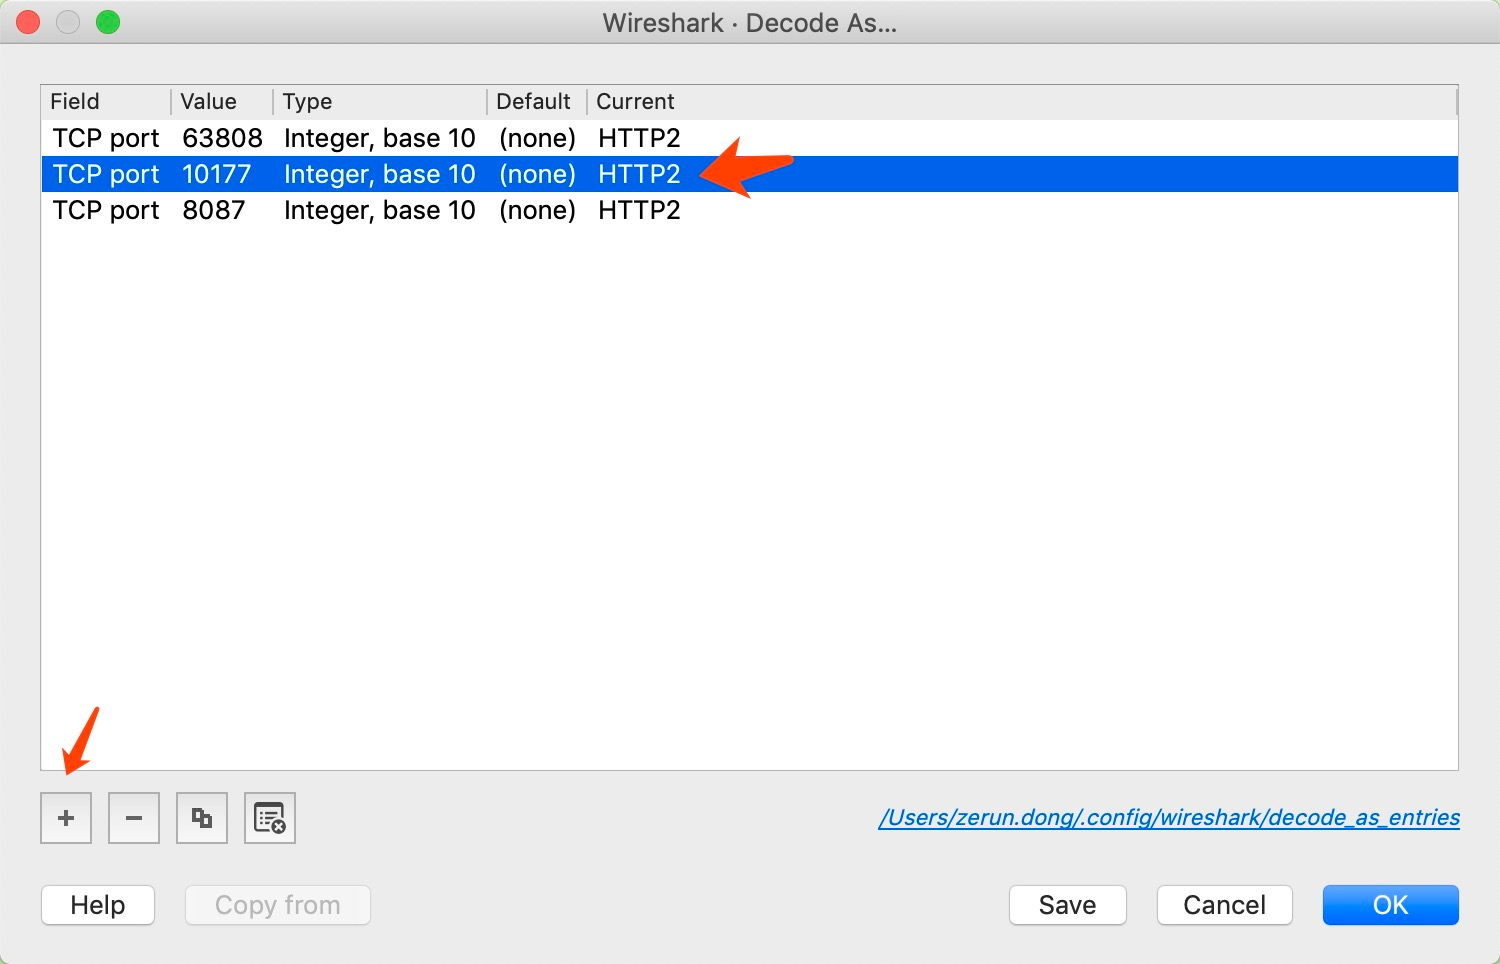 Wireshark · Decode As...
Field Value Type Default Current
TCP port 63808 Integer, base 10 (none) HTTP2
TCP port 10177 Integer, base 10 (none) HTTP2
TCP port 8087 Integer, base 10 (none) HTTP2
/Users/zerun.dong/.config/wireshark/decode_as_entries
Help Copy from Save Cancel OK